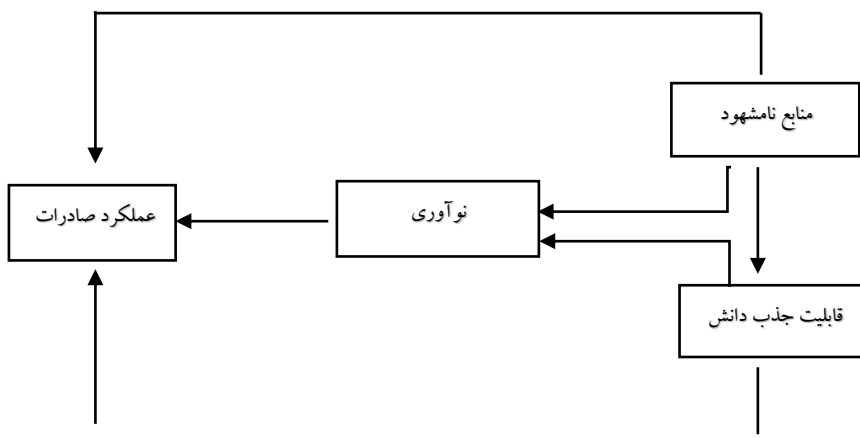 منابع نامشهود
نوآوری
عملکرد صادرات
قابلیت جذب دانش